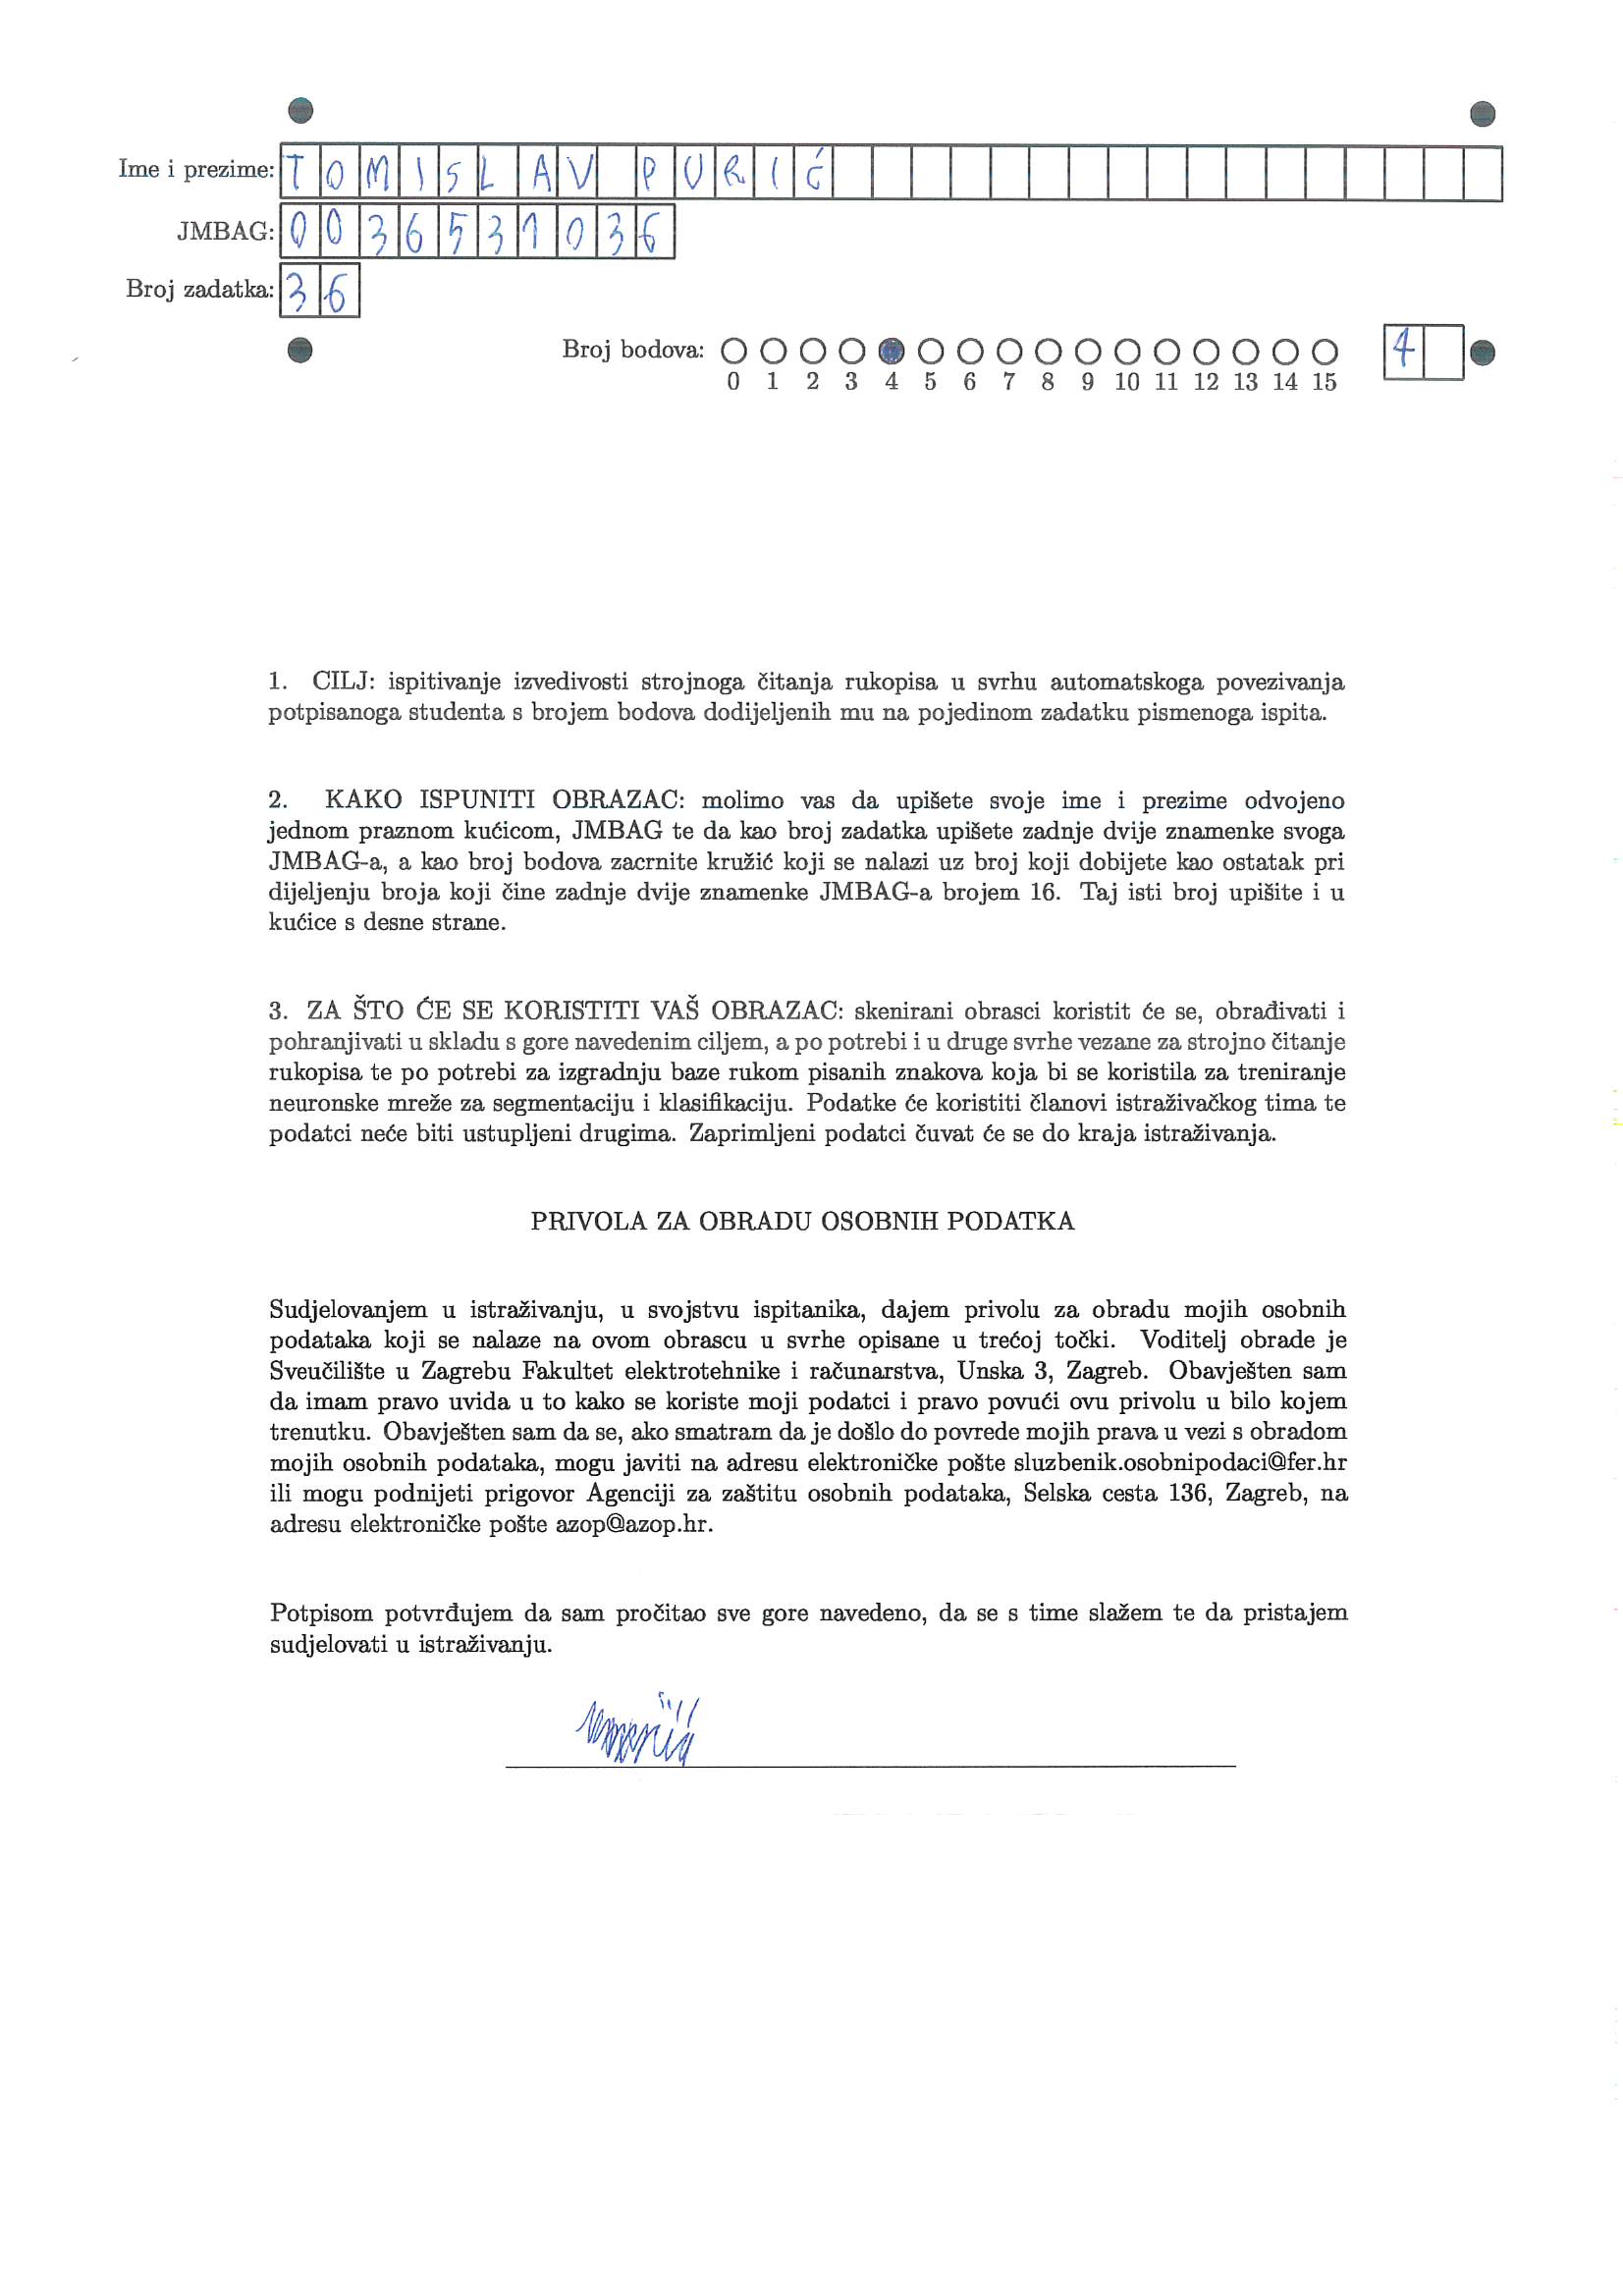 Ime i prezime: TOMISLAV PURIĆ
JMBAG: 0036531036
Broj zadatka: 36
Broj bodova: 4
0 1 2 3 4 5 6 7 8 9 10 11 12 13 14 15
1. CILJ: ispitivanje izvedivosti strojnoga čitanja rukopisa u svrhu automatskoga povezivanja
potpisanoga studenta s brojem bodova dodijeljenih mu na pojedinom zadatku pismenoga ispita.
2. KAKO ISPUNITI OBRAZAC: molimo vas da upišete svoje ime i prezime odvojeno
jednom praznom kućicom, JMBAG te da kao broj zadatka upišete zadnje dvije znamenke svoga
JMBAG-a, a kao broj bodova zacrnite kružić koji se nalazi uz broj koji dobijete kao ostatak pri
dijeljenju broja koji čine zadnje dvije znamenke JMBAG-a brojem 16. Taj isti broj upišite i u
kućice s desne strane.
3. ZA ŠTO ĆE SE KORISTITI VAŠ OBRAZAC: skenirani obrasci koristit će se, obrađivati i
pohranjivati u skladu s gore navedenim ciljem, a po potrebi i u druge svrhe vezane za strojno čitanje
rukopisa te po potrebi za izgradnju baze rukom pisanih znakova koja bi se koristila za treniranje
neuronske mreže za segmentaciju i klasifikaciju. Podatke će koristiti članovi istraživačkog tima te
podatci neće biti ustupljeni drugima. Zaprimljeni podatci čuvat će se do kraja istraživanja.
PRIVOLA ZA OBRADU OSOBNIH PODATKA
Sudjelovanjem u istraživanju, u svojstvu ispitanika, dajem privolu za obradu mojih osobnih
podataka koji se nalaze na ovom obrascu u svrhe opisane u trećoj točki. Voditelj obrade je
Sveučilište u Zagrebu Fakultet elektrotehnike i računarstva, Unska 3, Zagreb. Obavješten sam
da imam pravo uvida u to kako se koriste moji podatci i pravo povući ovu privolu u bilo kojem
trenutku. Obavješten sam da se, ako smatram da je došlo do povrede mojih prava u vezi s obradom
mojih osobnih podataka, mogu javiti na adresu elektroničke pošte sluzbenik.osobnipodaci@fer.hr
ili mogu podnijeti prigovor Agenciji za zaštitu osobnih podataka, Selska cesta 136, Zagreb, na
adresu elektroničke pošte azop@azop.hr.
Potpisom potvrđujem da sam pročitao sve gore navedeno, da se s time slažem te da pristajem
sudjelovati u istraživanju.